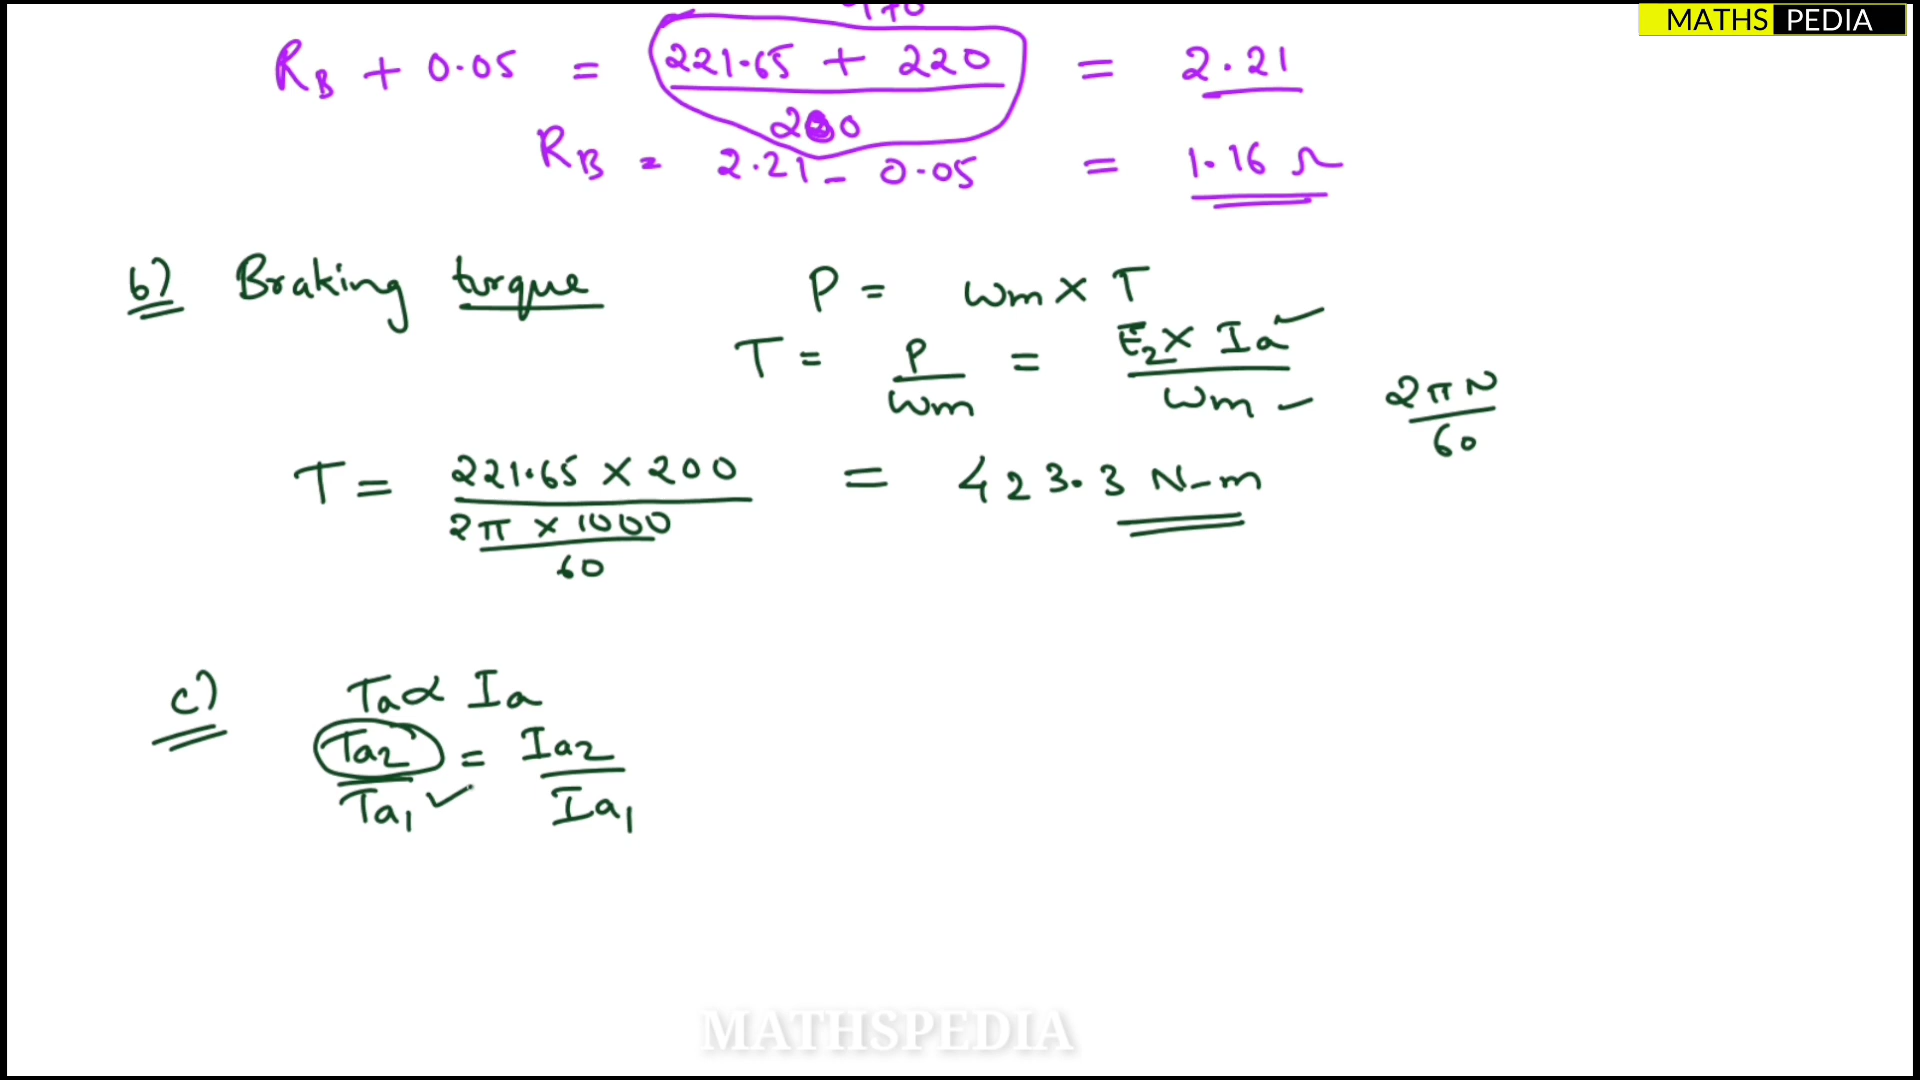 MATHS PEDIA
R_B + 0.05 = (221.65 + 220)/200 = 2.21
R_B = 2.21 - 0.05 = 1.16 Ω
b) Braking torque
P = ωm × T
T = P/ωm = (E2 × Ia)/ωm
2πN/60
T = (221.65 × 200)/(2π × 1000/60) = 423.3 N-m
c) Ta ∝ Ia
Ta2/Ta1 ✓ = Ia2/Ia1
MATHSPEDIA